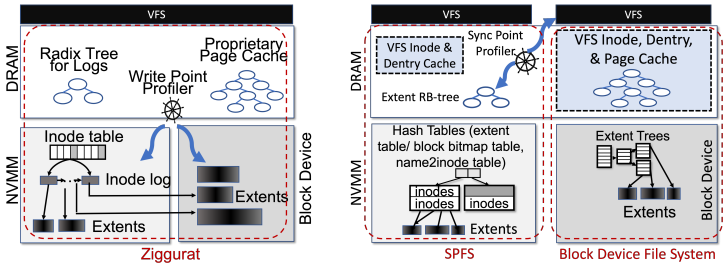 VFS
DRAM
Radix Tree
for Logs
Proprietary
Page Cache
Write Point
Profiler
NVMM
Inode table
Inode log
Extents
Extents
Block Device
Ziggurat
VFS
VFS
DRAM
VFS Inode
& Dentry Cache
Sync Point
Profiler
Extent RB-tree
VFS Inode, Dentry,
& Page Cache
NVMM
Hash Tables (extent
table/ block bitmap table,
name2inode table)
inodes
inodes
inodes
Extents
Extent Trees
Extents
Block Device
SPFS
Block Device File System